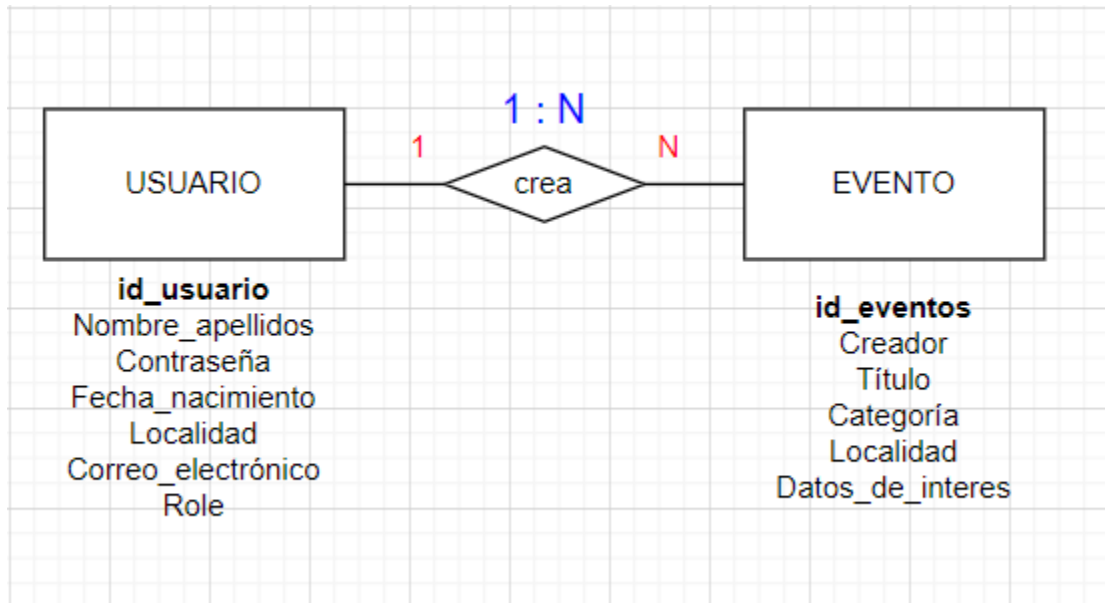 1 : N
1
N
USUARIO
crea
EVENTO
id_usuario
Nombre_apellidos
Contraseña
Fecha_nacimiento
Localidad
Correo_electrónico
Role
id_eventos
Creador
Título
Categoría
Localidad
Datos_de_interes